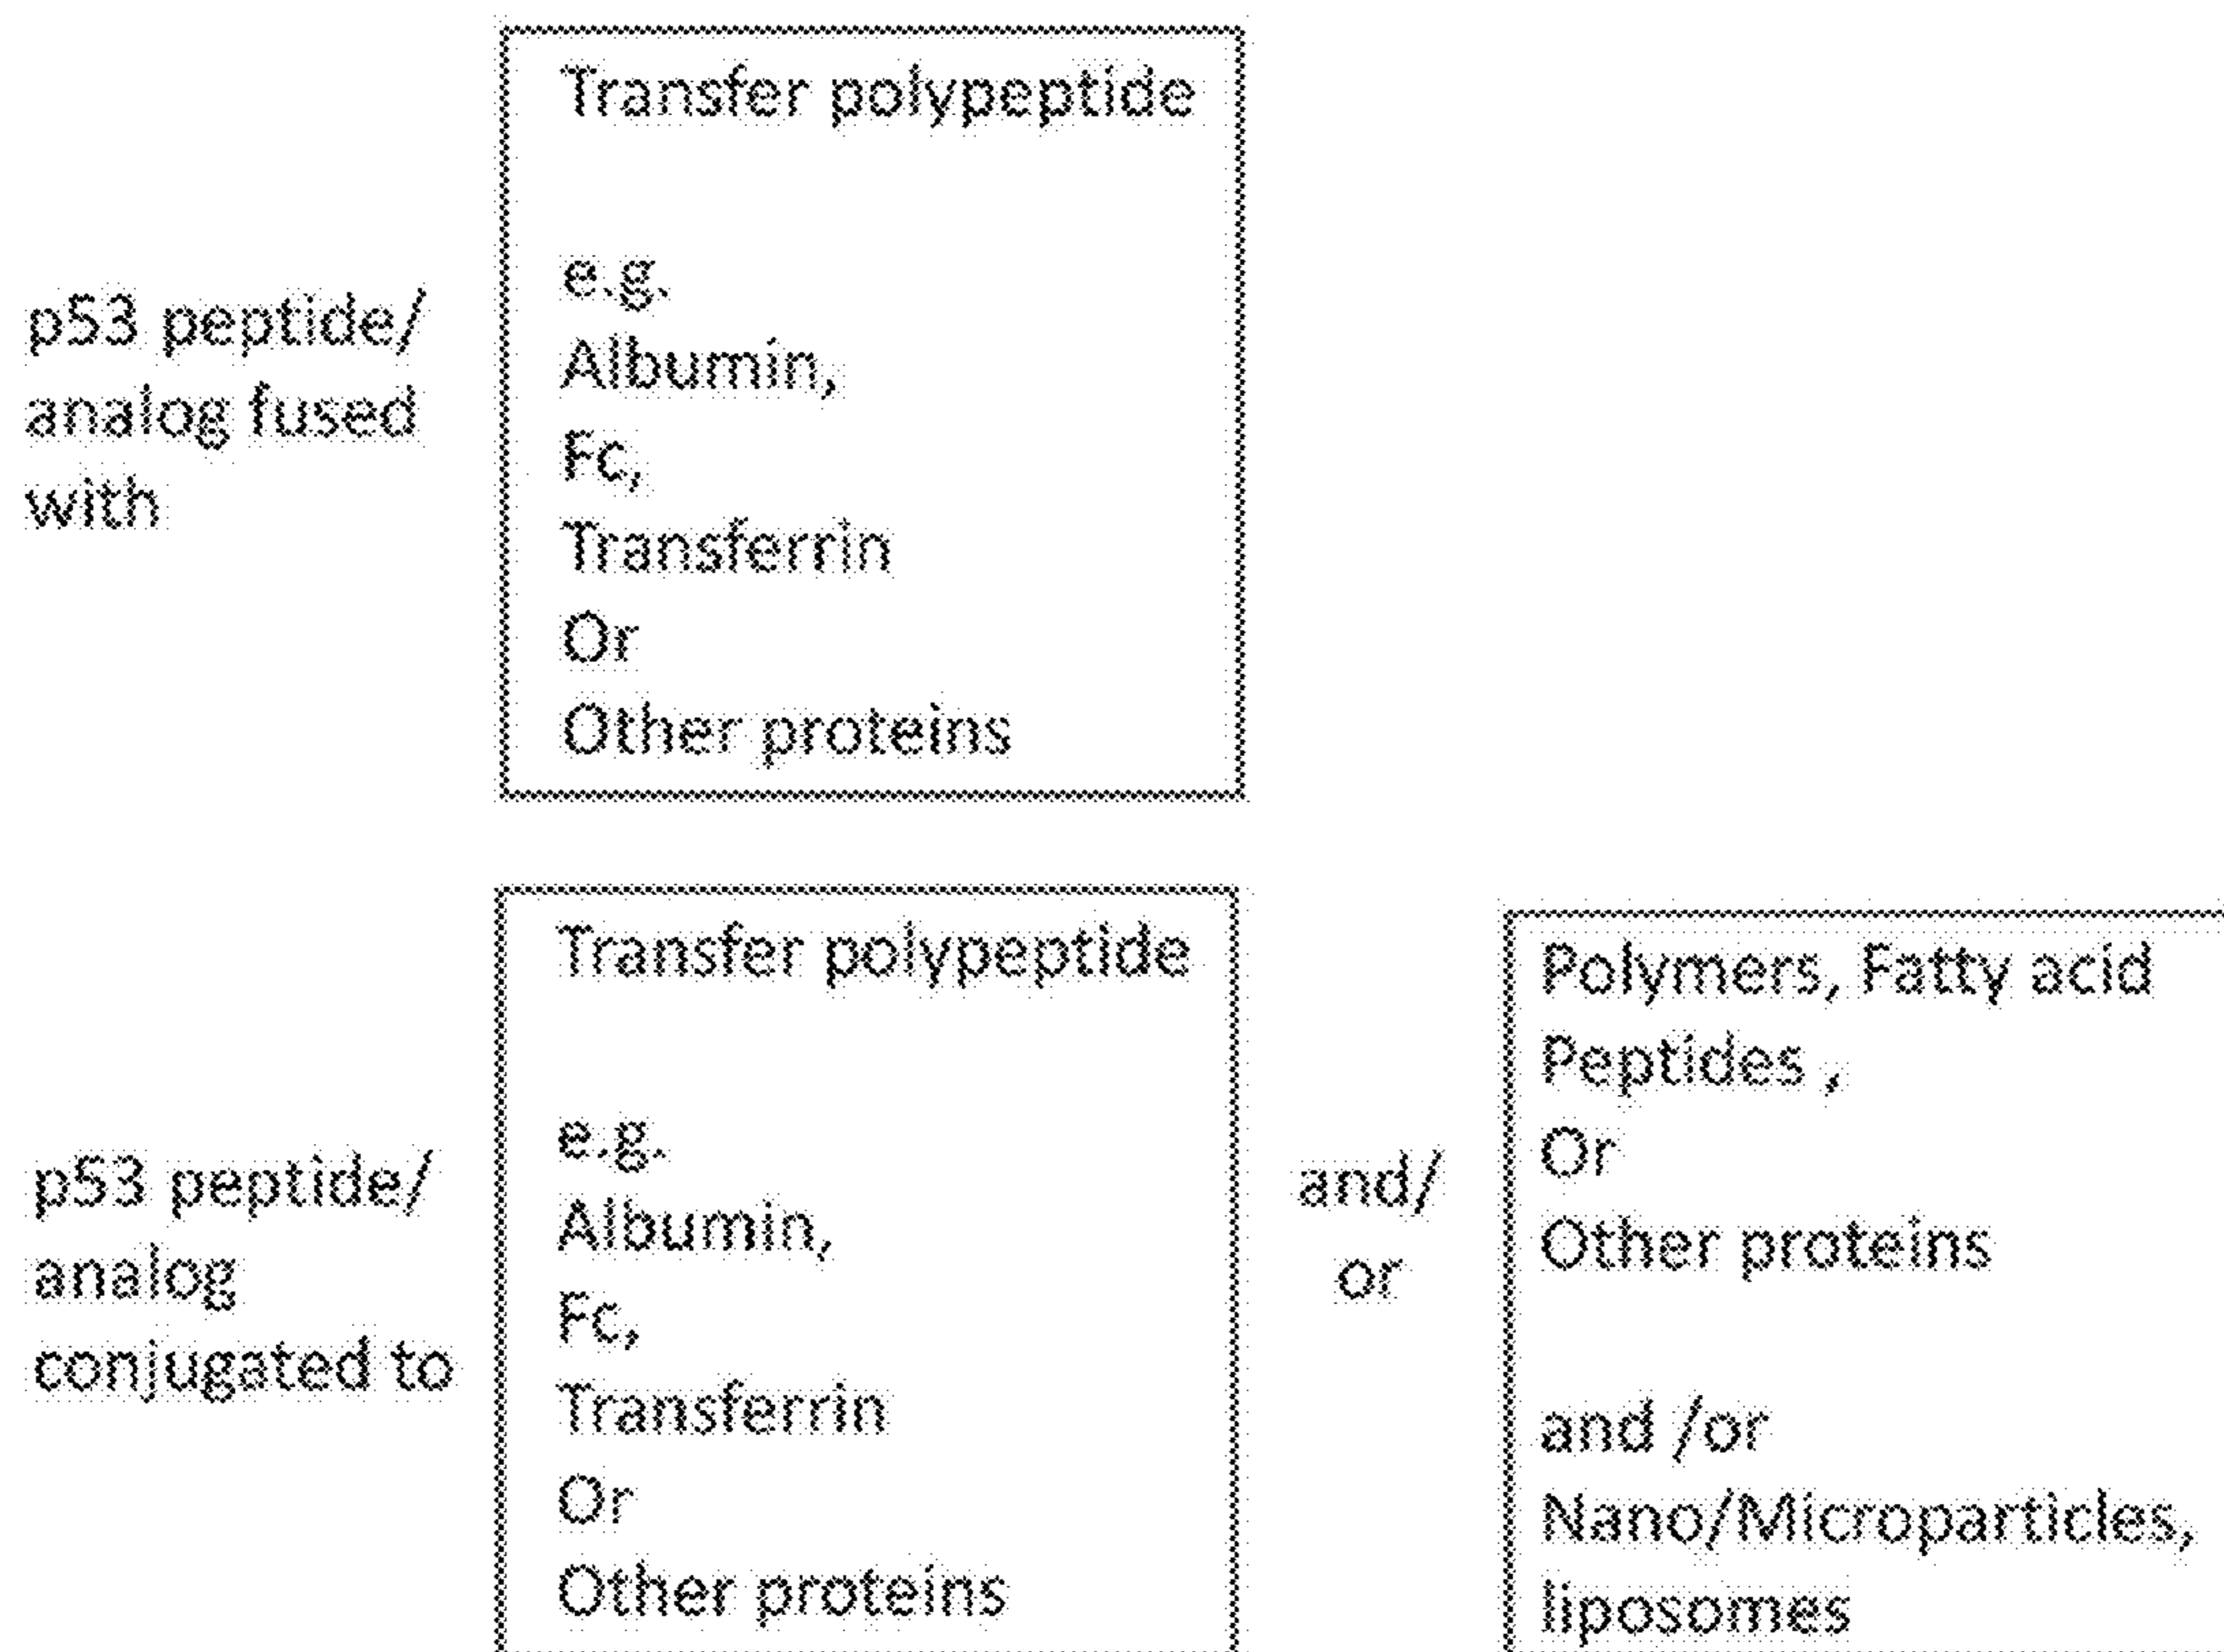 p53 peptide/
analog fused
with
Transfer polypeptide
e.g.
Albumin,
Fc,
Transferrin
Or
Other proteins
p53 peptide/
analog
conjugated to
Transfer polypeptide
e.g.
Albumin,
Fc,
Transferrin
Or
Other proteins
and/
or
Polymers, Fatty acid
Peptides ,
Or
Other proteins
and /or
Nano/Microparticles,
liposomes